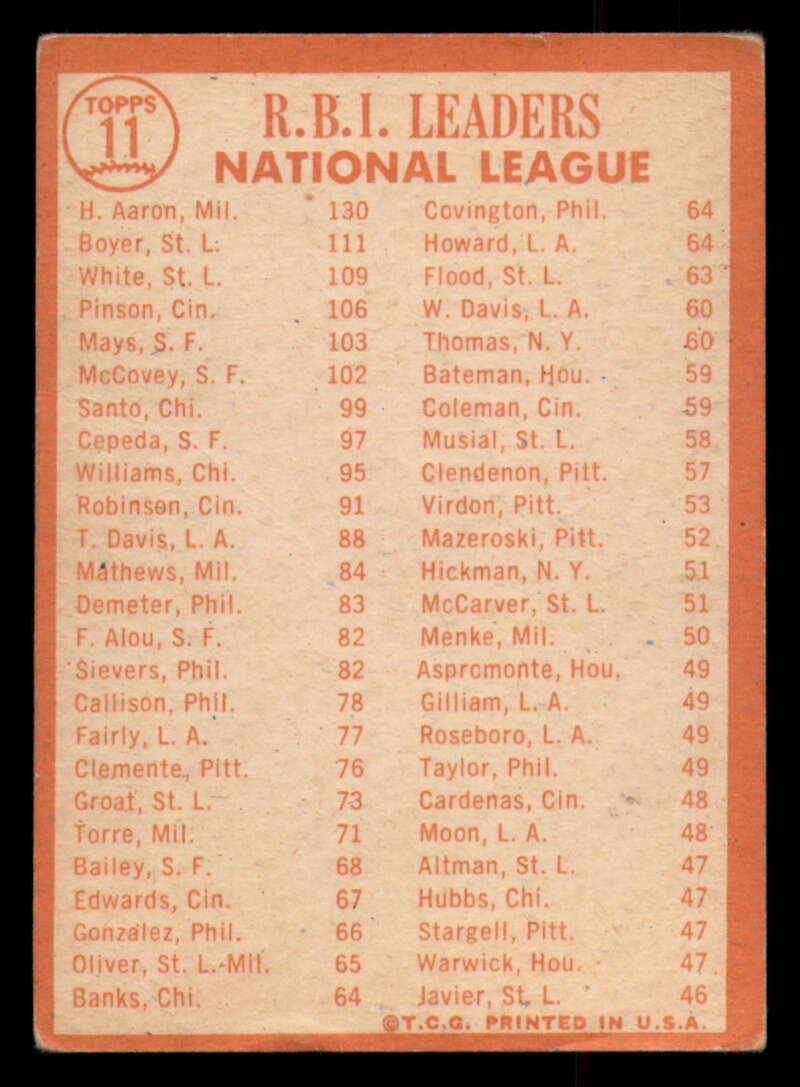 TOPPS
11
R.B.I. LEADERS
NATIONAL LEAGUE
H. Aaron, Mil. 130
Boyer, St. L. 111
White, St. L. 109
Pinson, Cin. 106
Mays, S. F. 103
McCovey, S. F. 102
Santo, Chi. 99
Cepeda, S. F. 97
Williams, Chi. 95
Robinson, Cin. 91
T. Davis, L. A. 88
Mathews, Mil. 84
Demeter, Phil. 83
F. Alou, S. F. 82
Sievers, Phil. 82
Callison, Phil. 78
Fairly, L. A. 77
Clemente, Pitt. 76
Groat, St. L. 73
Torre, Mil. 71
Bailey, S. F. 68
Edwards, Cin. 67
Gonzalez, Phil. 66
Oliver, St. L.-Mil. 65
Banks, Chi. 64
Covington, Phil. 64
Howard, L. A. 64
Flood, St. L. 63
W. Davis, L. A. 60
Thomas, N. Y. 60
Bateman, Hou. 59
Coleman, Cin. 59
Musial, St. L. 58
Clendenon, Pitt. 57
Virdon, Pitt. 53
Mazeroski, Pitt. 52
Hickman, N. Y. 51
McCarver, St. L. 51
Menke, Mil. 50
Aspromonte, Hou. 49
Gilliam, L. A. 49
Roseboro, L. A. 49
Taylor, Phil. 49
Cardenas, Cin. 48
Moon, L. A. 48
Altman, St. L. 47
Hubbs, Chi. 47
Stargell, Pitt. 47
Warwick, Hou. 47
Javier, St. L. 46
©T.C.G. PRINTED IN U.S.A.